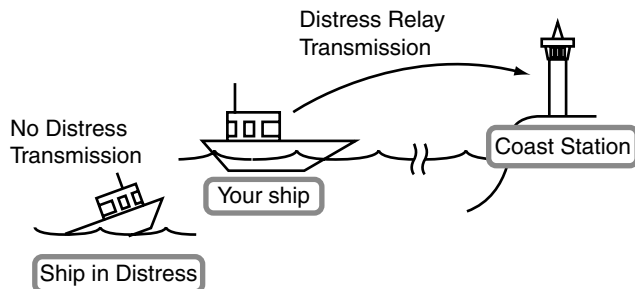 Distress Relay
Transmission
No Distress
Transmission
Coast Station
Your ship
Ship in Distress